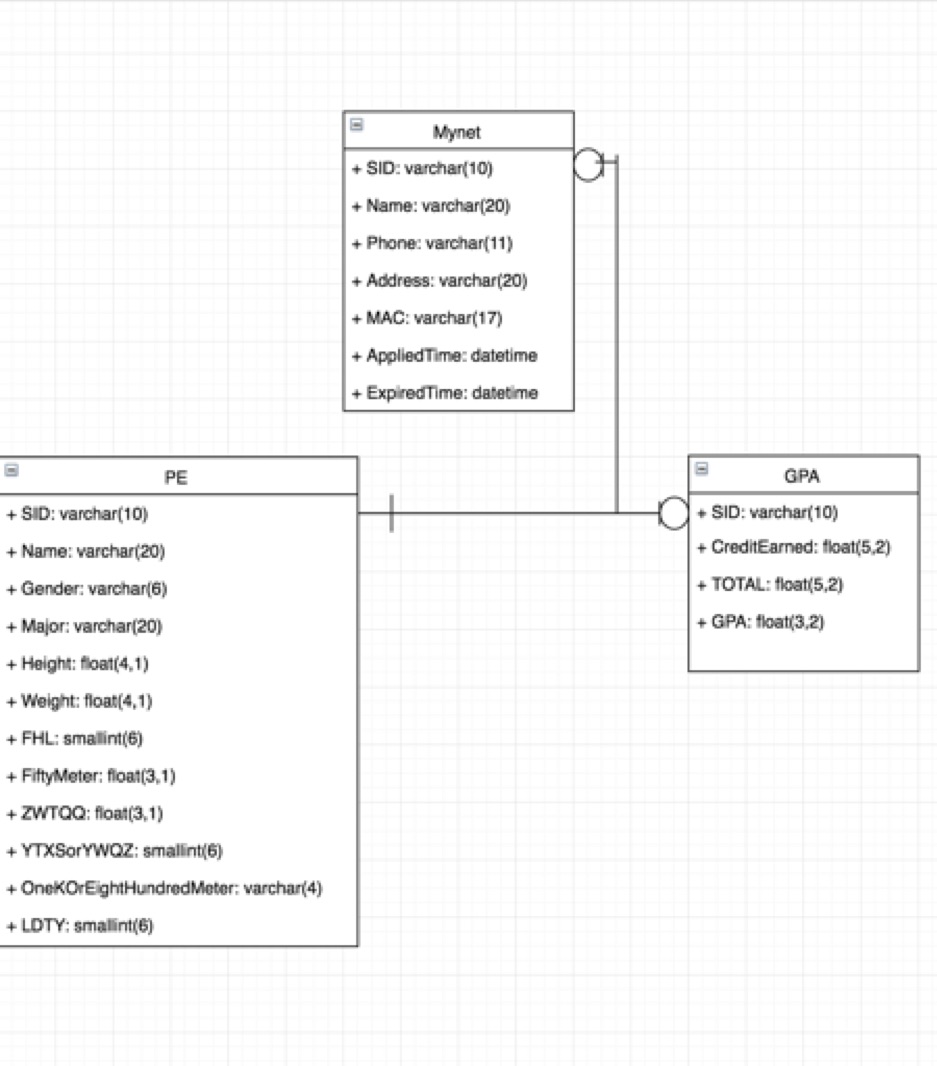 Mynet
+ SID: varchar(10)
+ Name: varchar(20)
+ Phone: varchar(11)
+ Address: varchar(20)
+ MAC: varchar(17)
+ AppliedTime: datetime
+ ExpiredTime: datetime
PE
+ SID: varchar(10)
+ Name: varchar(20)
+ Gender: varchar(6)
+ Major: varchar(20)
+ Height: float(4,1)
+ Weight: float(4,1)
+ FHL: smallint(6)
+ FiftyMeter: float(3,1)
+ ZWTQQ: float(3,1)
+ YTXSorYWQZ: smallint(6)
+ OneKOrEightHundredMeter: varchar(4)
+ LDTY: smallint(6)
GPA
+ SID: varchar(10)
+ CreditEarned: float(5,2)
+ TOTAL: float(5,2)
+ GPA: float(3,2)